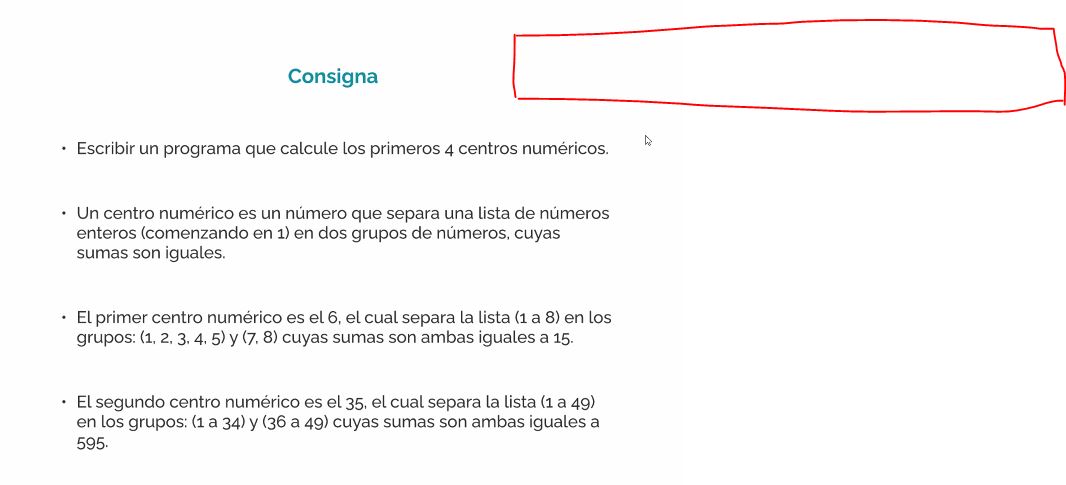 Consigna
• Escribir un programa que calcule los primeros 4 centros numéricos.
• Un centro numérico es un número que separa una lista de números
enteros (comenzando en 1) en dos grupos de números, cuyas
sumas son iguales.
• El primer centro numérico es el 6, el cual separa la lista (1 a 8) en los
grupos: (1, 2, 3, 4, 5) y (7, 8) cuyas sumas son ambas iguales a 15.
• El segundo centro numérico es el 35, el cual separa la lista (1 a 49)
en los grupos: (1 a 34) y (36 a 49) cuyas sumas son ambas iguales a
595.